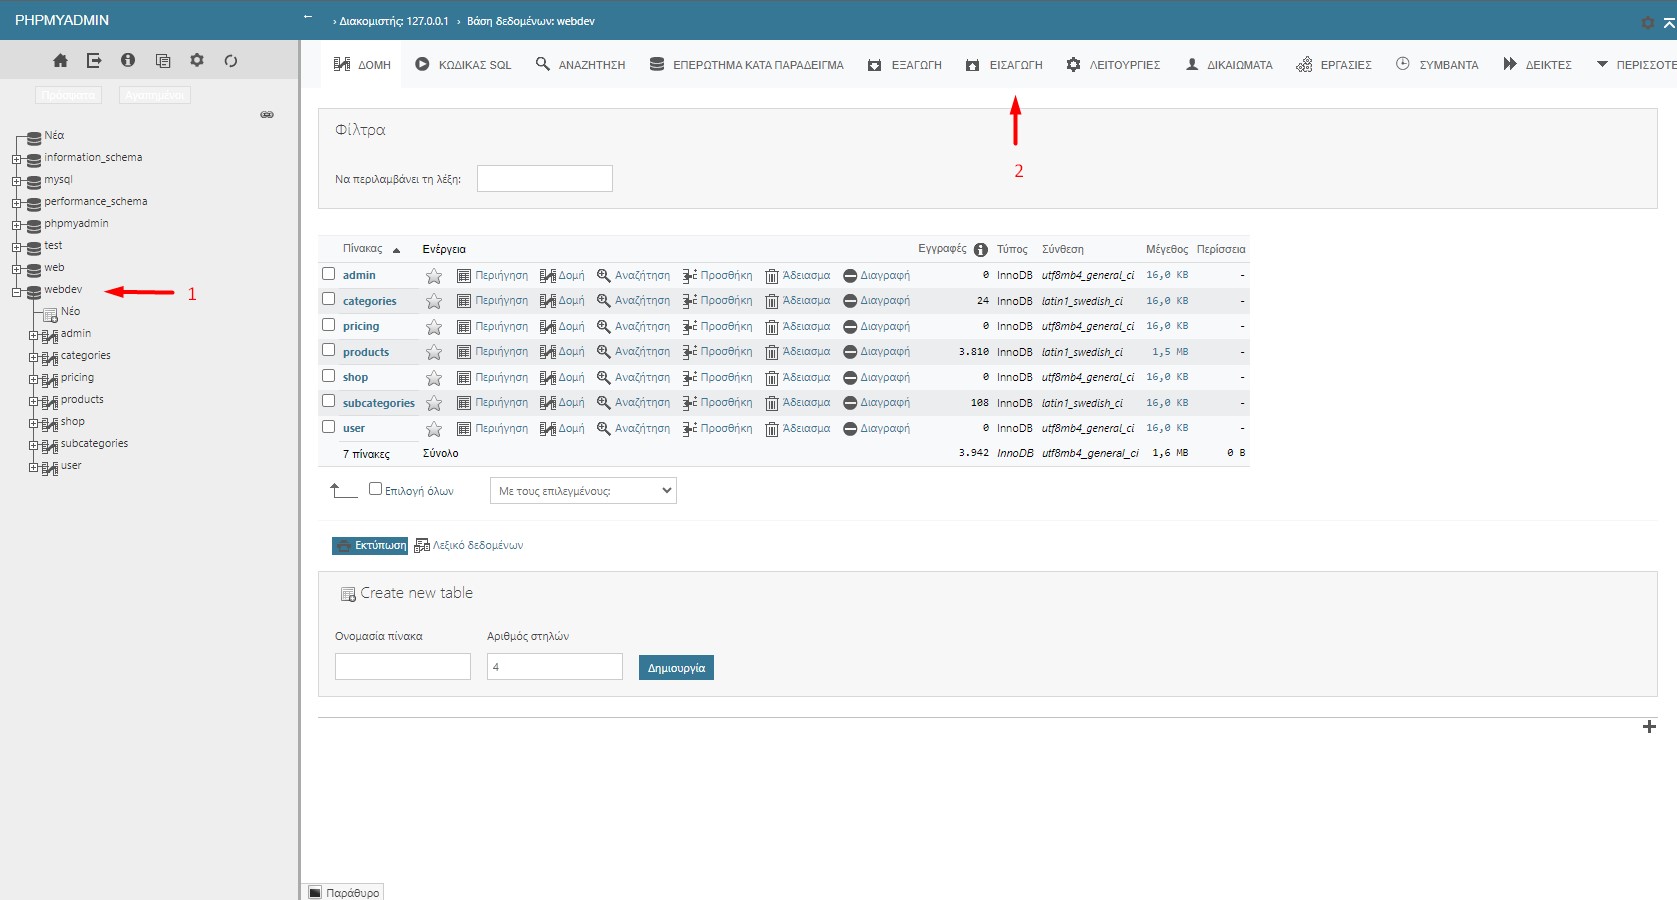 PHPMYADMIN
← › Διακομιστής: 127.0.0.1 › Βάση δεδομένων: webdev
Πρόσφατα Αγαπημένα
Νέα
information_schema
mysql
performance_schema
phpmyadmin
test
web
webdev 1
Νέο
admin
categories
pricing
products
shop
subcategories
user
ΔΟΜΗ ΚΩΔΙΚΑΣ SQL ΑΝΑΖΗΤΗΣΗ ΕΠΕΡΩΤΗΜΑ ΚΑΤΑ ΠΑΡΑΔΕΙΓΜΑ ΕΞΑΓΩΓΗ ΕΙΣΑΓΩΓΗ ΛΕΙΤΟΥΡΓΙΕΣ ΔΙΚΑΙΩΜΑΤΑ ΕΡΓΑΣΙΕΣ ΣΥΜΒΑΝΤΑ ΔΕΙΚΤΕΣ ΠΕΡΙΣΣΟΤΕ
2
Φίλτρα
Να περιλαμβάνει τη λέξη:
Πίνακας Ενέργεια Εγγραφές Τύπος Σύνθεση Μέγεθος Περίσσεια
admin Περιήγηση Δομή Αναζήτηση Προσθήκη Άδειασμα Διαγραφή 0 InnoDB utf8mb4_general_ci 16,0 KB -
categories Περιήγηση Δομή Αναζήτηση Προσθήκη Άδειασμα Διαγραφή 24 InnoDB latin1_swedish_ci 16,0 KB -
pricing Περιήγηση Δομή Αναζήτηση Προσθήκη Άδειασμα Διαγραφή 0 InnoDB utf8mb4_general_ci 16,0 KB -
products Περιήγηση Δομή Αναζήτηση Προσθήκη Άδειασμα Διαγραφή 3.810 InnoDB latin1_swedish_ci 1,5 MB -
shop Περιήγηση Δομή Αναζήτηση Προσθήκη Άδειασμα Διαγραφή 0 InnoDB utf8mb4_general_ci 16,0 KB -
subcategories Περιήγηση Δομή Αναζήτηση Προσθήκη Άδειασμα Διαγραφή 108 InnoDB latin1_swedish_ci 16,0 KB -
user Περιήγηση Δομή Αναζήτηση Προσθήκη Άδειασμα Διαγραφή 0 InnoDB utf8mb4_general_ci 16,0 KB -
7 πίνακες Σύνολο 3.942 InnoDB utf8mb4_general_ci 1,6 MB 0 B
Επιλογή όλων Με τους επιλεγμένους:
Εκτύπωση Λεξικό δεδομένων
Create new table
Ονομασία πίνακα Αριθμός στηλών
4 Δημιουργία
Παράθυρο